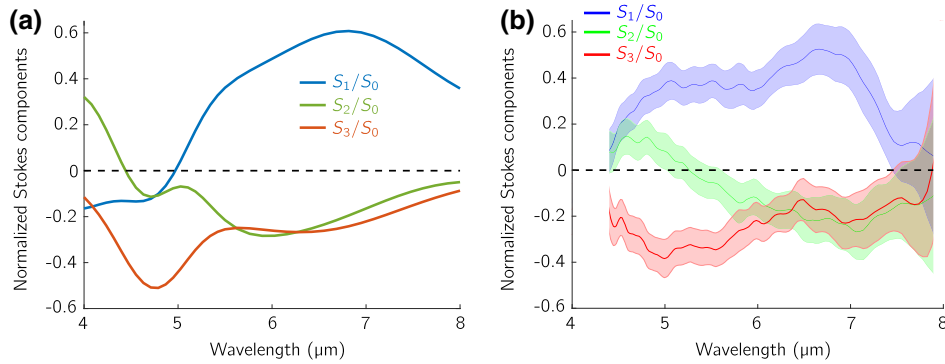 (a)
Normalized Stokes components
0.6
0.4
0.2
0
-0.2
-0.4
-0.6
S₁/S₀
S₂/S₀
S₃/S₀
4
5
6
7
8
Wavelength (µm)
(b)
Normalized Stokes components
0.6
0.4
0.2
0
-0.2
-0.4
-0.6
S₁/S₀
S₂/S₀
S₃/S₀
4
5
6
7
8
Wavelength (µm)